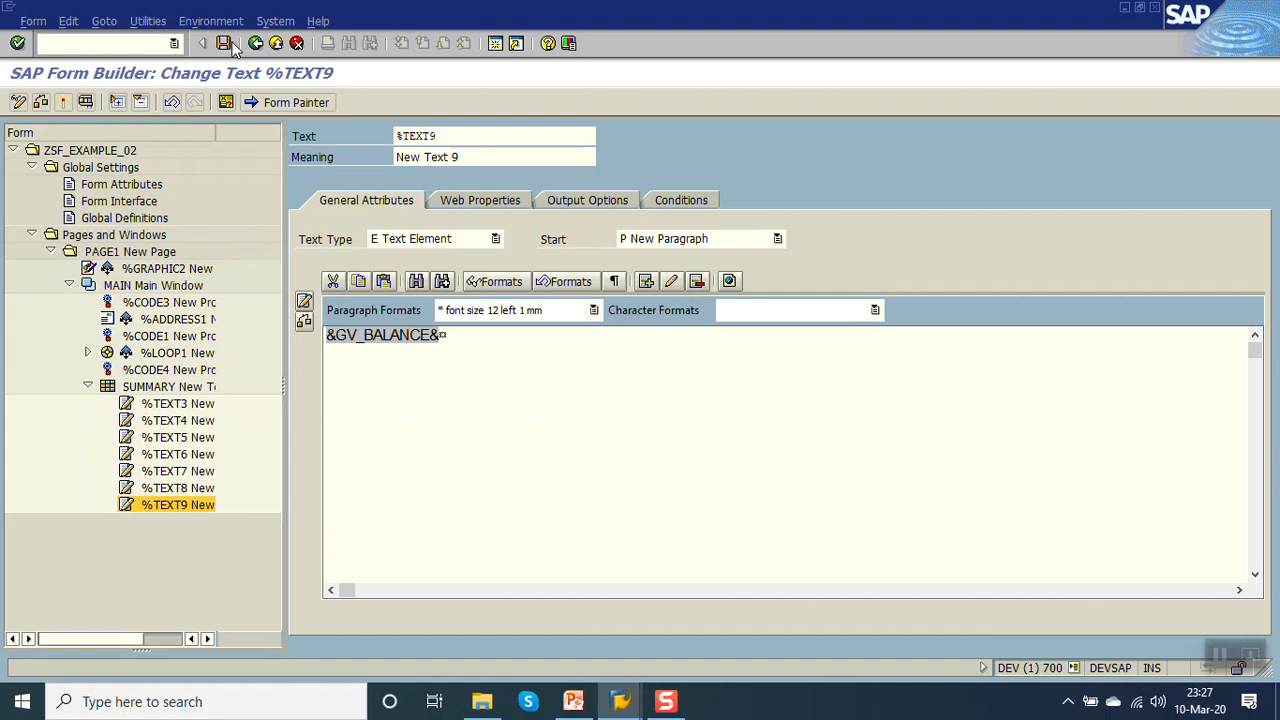 Form Edit Goto Utilities Environment System Help
SAP
SAP Form Builder: Change Text %TEXT9
Form Painter
Form
ZSF_EXAMPLE_02
Global Settings
Form Attributes
Form Interface
Global Definitions
Pages and Windows
PAGE1 New Page
%GRAPHIC2 New
MAIN Main Window
%CODE3 New Pro
%ADDRESS1 N
%CODE1 New Pro
%LOOP1 New
%CODE4 New Pro
SUMMARY New Te
%TEXT3 New
%TEXT4 New
%TEXT5 New
%TEXT6 New
%TEXT7 New
%TEXT8 New
%TEXT9 New
Text %TEXT9
Meaning New Text 9
General Attributes Web Properties Output Options Conditions
Text Type E Text Element Start P New Paragraph
Formats Formats ¶
Paragraph Formats * font size 12 left 1 mm Character Formats
&GV_BALANCE&¤
DEV (1) 700 DEVSAP INS
Type here to search
23:27
10-Mar-20